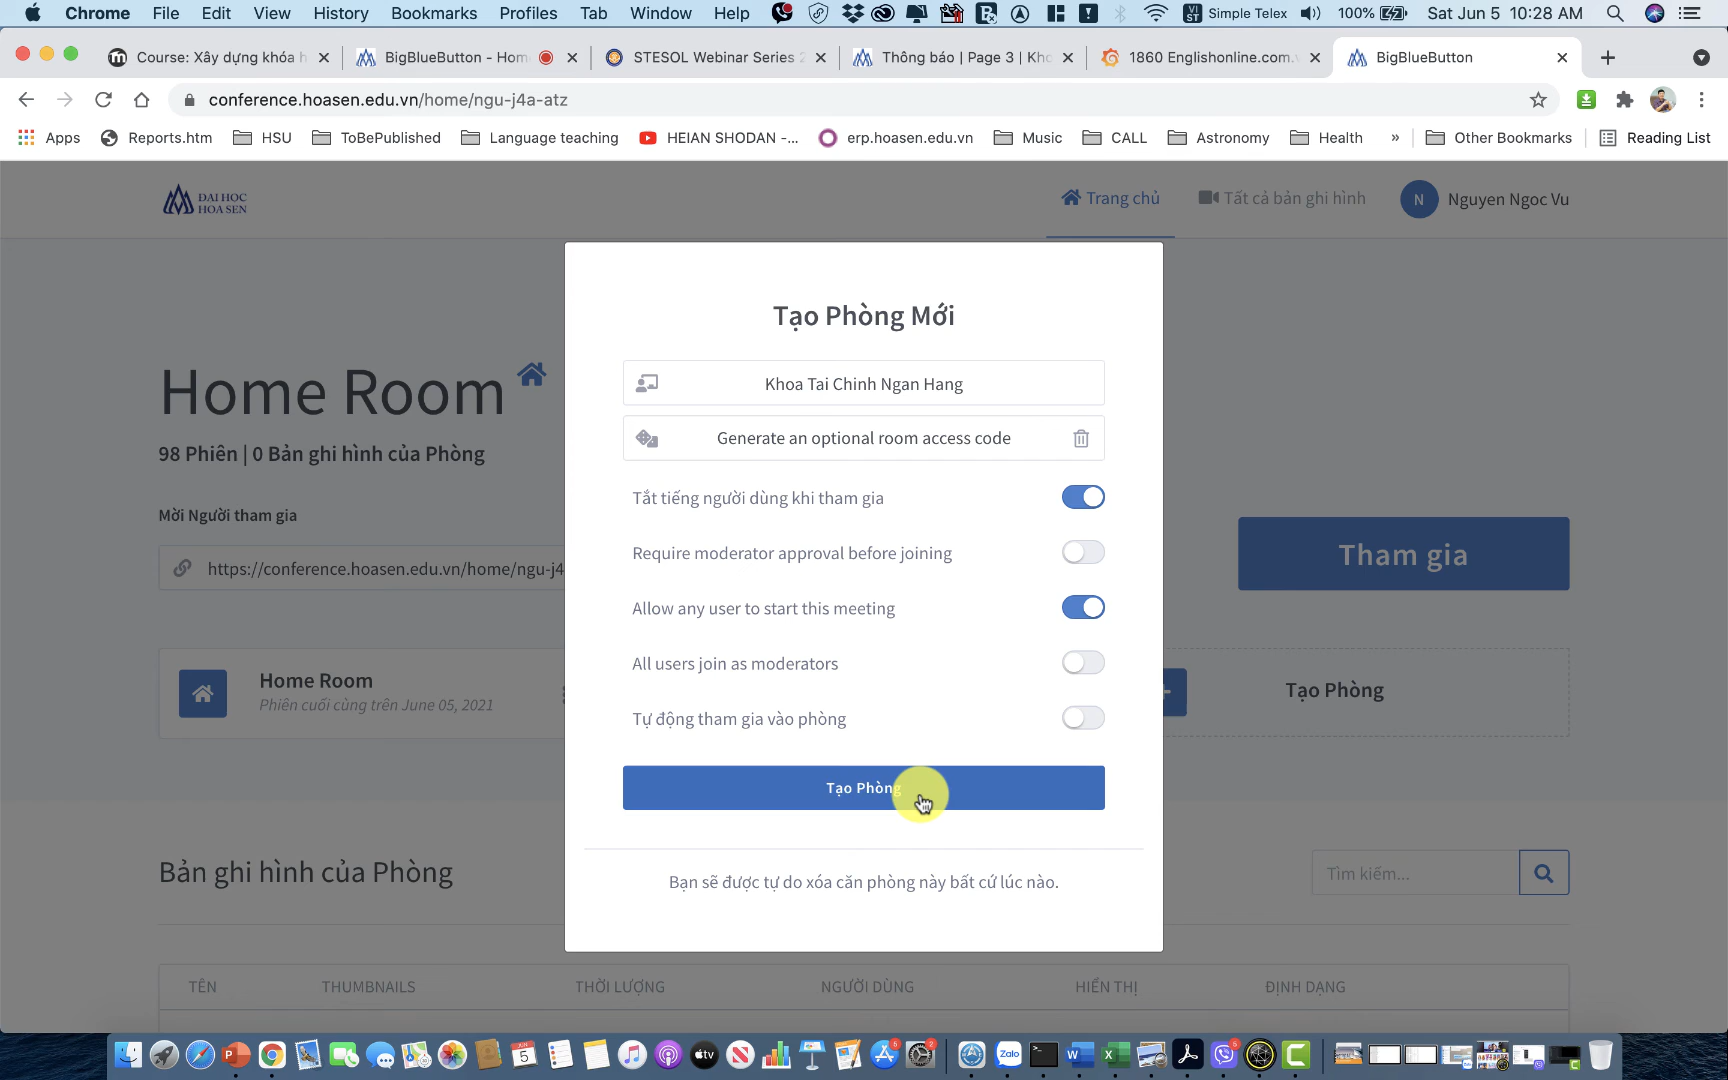 Chrome File Edit View History Bookmarks Profiles Tab Window Help Simple Telex 100% Sat Jun 5 10:28 AM
Course: Xây dựng khóa h
BigBlueButton - Hom
STESOL Webinar Series 2
Thông báo | Page 3 | Kho
1860 Englishonline.com.v
BigBlueButton
conference.hoasen.edu.vn/home/ngu-j4a-atz
Apps Reports.htm HSU ToBePublished Language teaching HEIAN SHODAN -... erp.hoasen.edu.vn Music CALL Astronomy Health » Other Bookmarks Reading List
ĐẠI HỌC
HOA SEN
Trang chủ Tất cả bản ghi hình N Nguyen Ngoc Vu
Home Room
98 Phiên | 0 Bản ghi hình của Phòng
Mời Người tham gia
https://conference.hoasen.edu.vn/home/ngu-j4
Tham gia
Home Room
Phiên cuối cùng trên June 05, 2021
Tạo Phòng
Tạo Phòng Mới
Khoa Tai Chinh Ngan Hang
Generate an optional room access code
Tắt tiếng người dùng khi tham gia
Require moderator approval before joining
Allow any user to start this meeting
All users join as moderators
Tự động tham gia vào phòng
Tạo Phòng
Bạn sẽ được tự do xóa căn phòng này bất cứ lúc nào.
Bản ghi hình của Phòng
Tìm kiếm...
TÊN THUMBNAILS THỜI LƯỢNG NGƯỜI DÙNG HIỂN THỊ ĐỊNH DẠNG